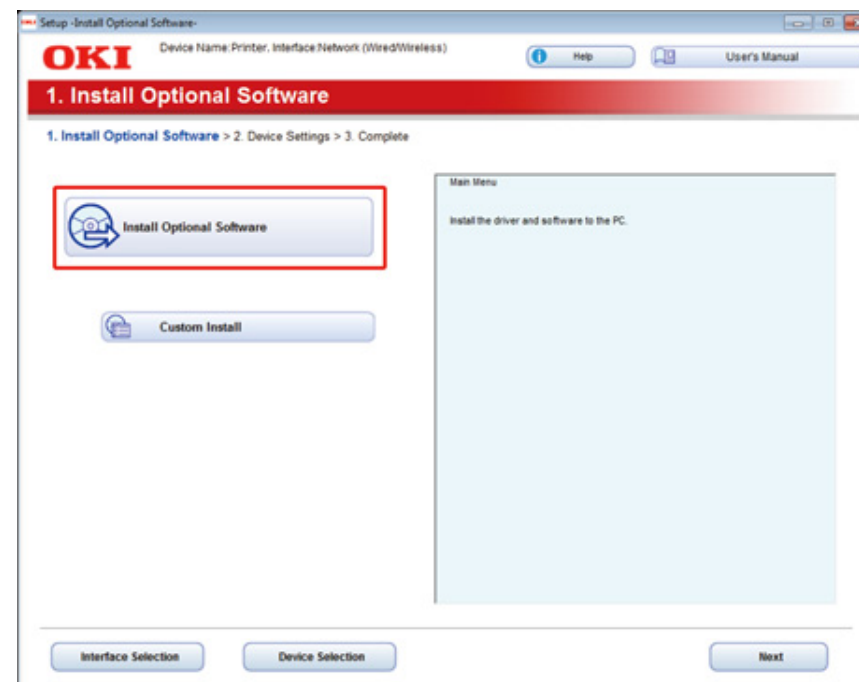 Setup -Install Optional Software-
OKI
Device Name:Printer, Interface:Network (Wired/Wireless)
Help
User's Manual
1. Install Optional Software
1. Install Optional Software > 2. Device Settings > 3. Complete
Install Optional Software
Custom Install
Main Menu
Install the driver and software to the PC.
Interface Selection
Device Selection
Next